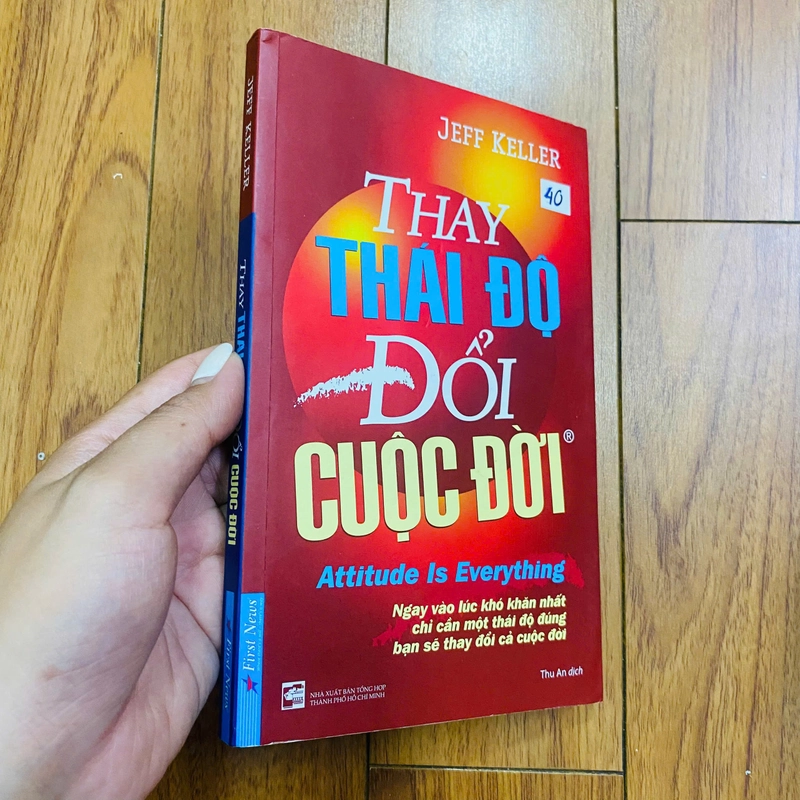 JEFF KELLER
40
THAY
THÁI ĐỘ
ĐỔI
CUỘC ĐỜI®
Attitude Is Everything
Ngay vào lúc khó khăn nhất
chỉ cần một thái độ đúng
bạn sẽ thay đổi cả cuộc đời
Thu An dịch
First News
NHÀ XUẤT BẢN TỔNG HỢP
THÀNH PHỐ HỒ CHÍ MINH
JEFF KELLER
THAY THÁI
ĐỔI CUỘC ĐỜI
First News